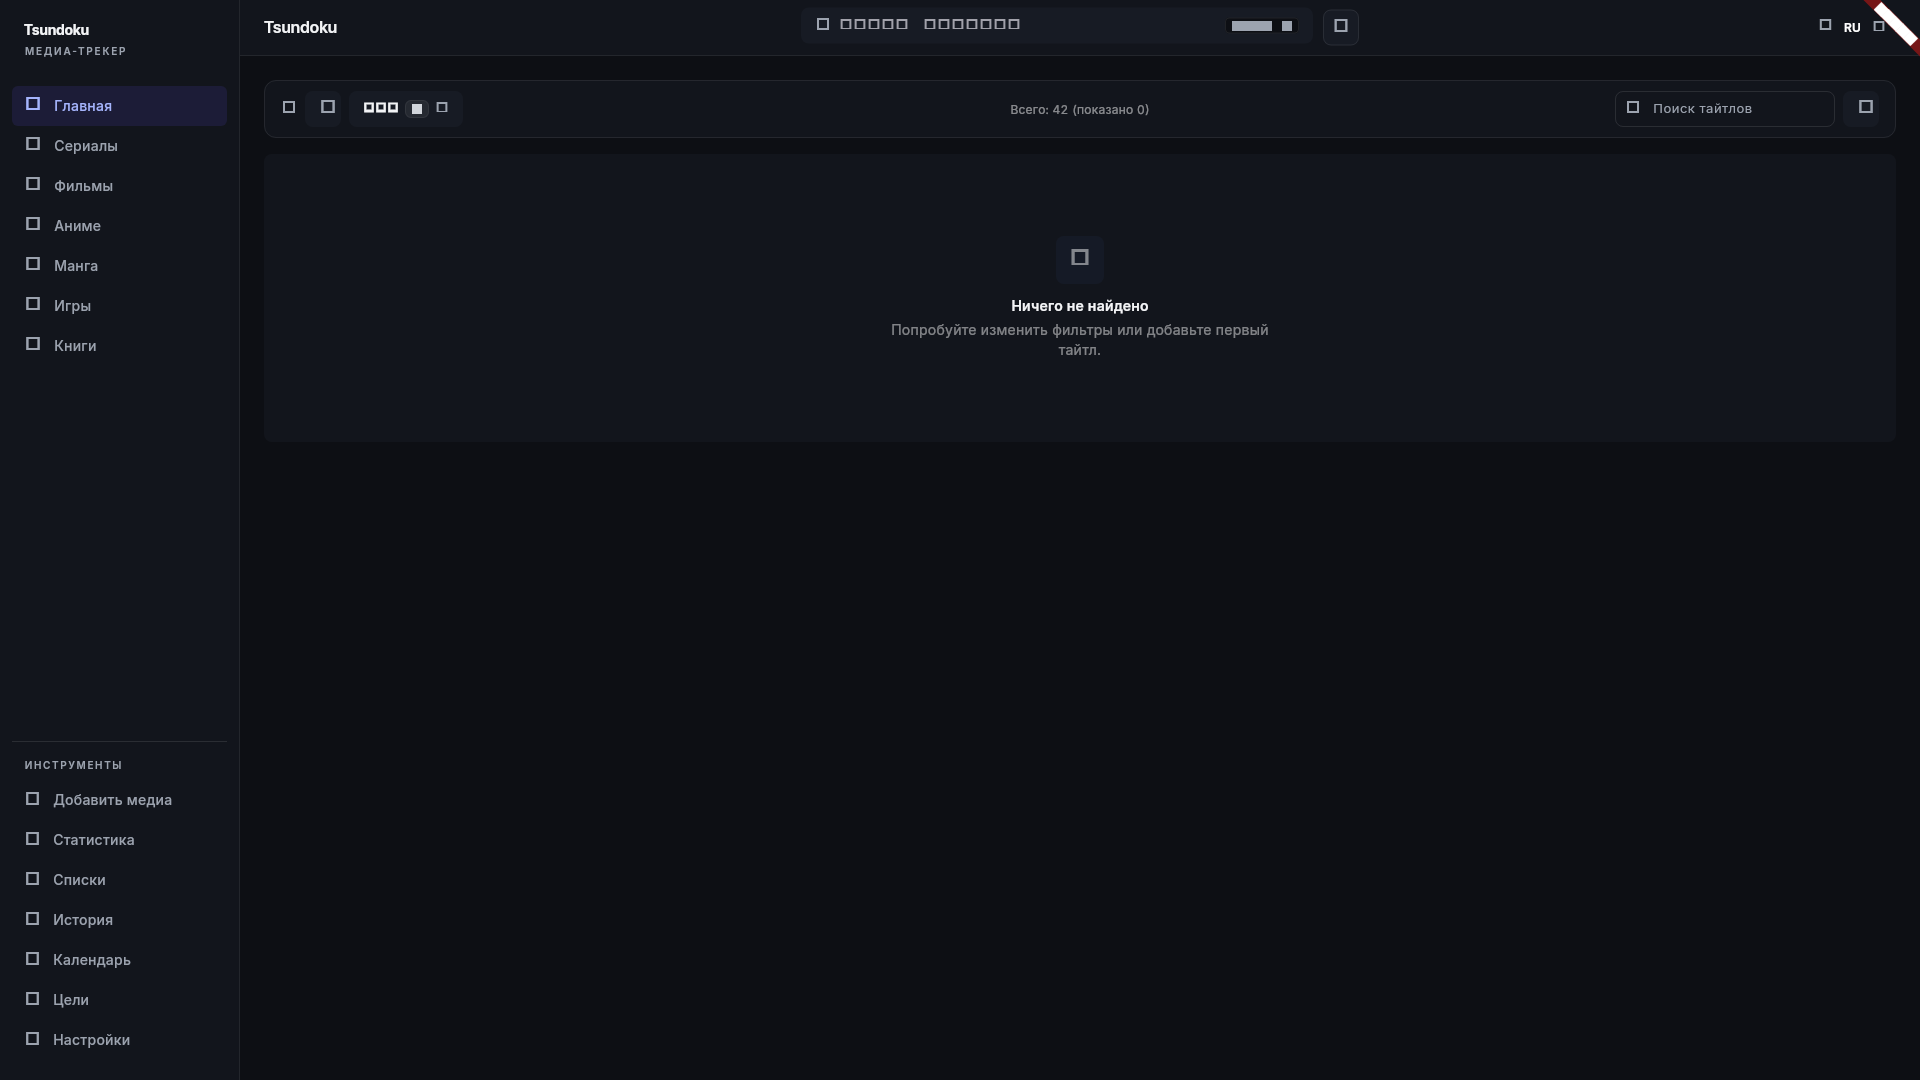 Tsundoku
МЕДИА-ТРЕКЕР
Главная
Сериалы
Фильмы
Аниме
Манга
Игры
Книги
ИНСТРУМЕНТЫ
Добавить медиа
Статистика
Списки
История
Календарь
Цели
Настройки
Tsundoku
RU
Всего: 42 (показано 0)
Поиск тайтлов
Ничего не найдено
Попробуйте изменить фильтры или добавьте первый
тайтл.